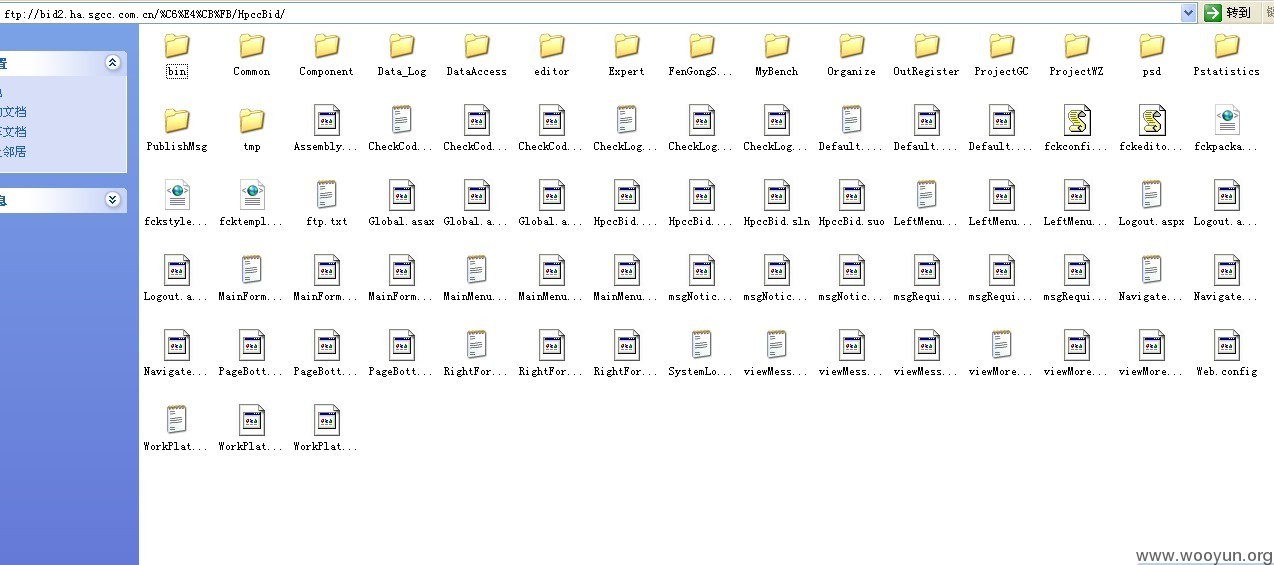 ftp://bid2.ha.sgcc.com.cn/%C6%E4%CB%FB/HpccBid/ 转到
bin Common Component Data_Log DataAccess editor Expert FenGongS... MyBench Organize OutRegister ProjectGC ProjectWZ psd Pstatistics
置
文档
文档
邻居
PublishMsg tmp Assembly... CheckCod... CheckCod... CheckCod... CheckLog... CheckLog... CheckLog... Default.... Default.... Default.... fckconfi... fckedito... fckpacka...
息
fckstyle... fcktempl... ftp.txt Global.asax Global.a... Global.a... HpccBid.... HpccBid.... HpccBid.sln HpccBid.suo LeftMenu... LeftMenu... LeftMenu... Logout.aspx Logout.a...
Logout.a... MainForm... MainForm... MainForm... MainMenu... MainMenu... MainMenu... msgNotic... msgNotic... msgNotic... msgRequi... msgRequi... msgRequi... Navigate... Navigate...
Navigate... PageBott... PageBott... PageBott... RightFor... RightFor... RightFor... SystemLo... viewMess... viewMess... viewMess... viewMore... viewMore... viewMore... Web.config
WorkPlat... WorkPlat... WorkPlat...
www.wooyun.org